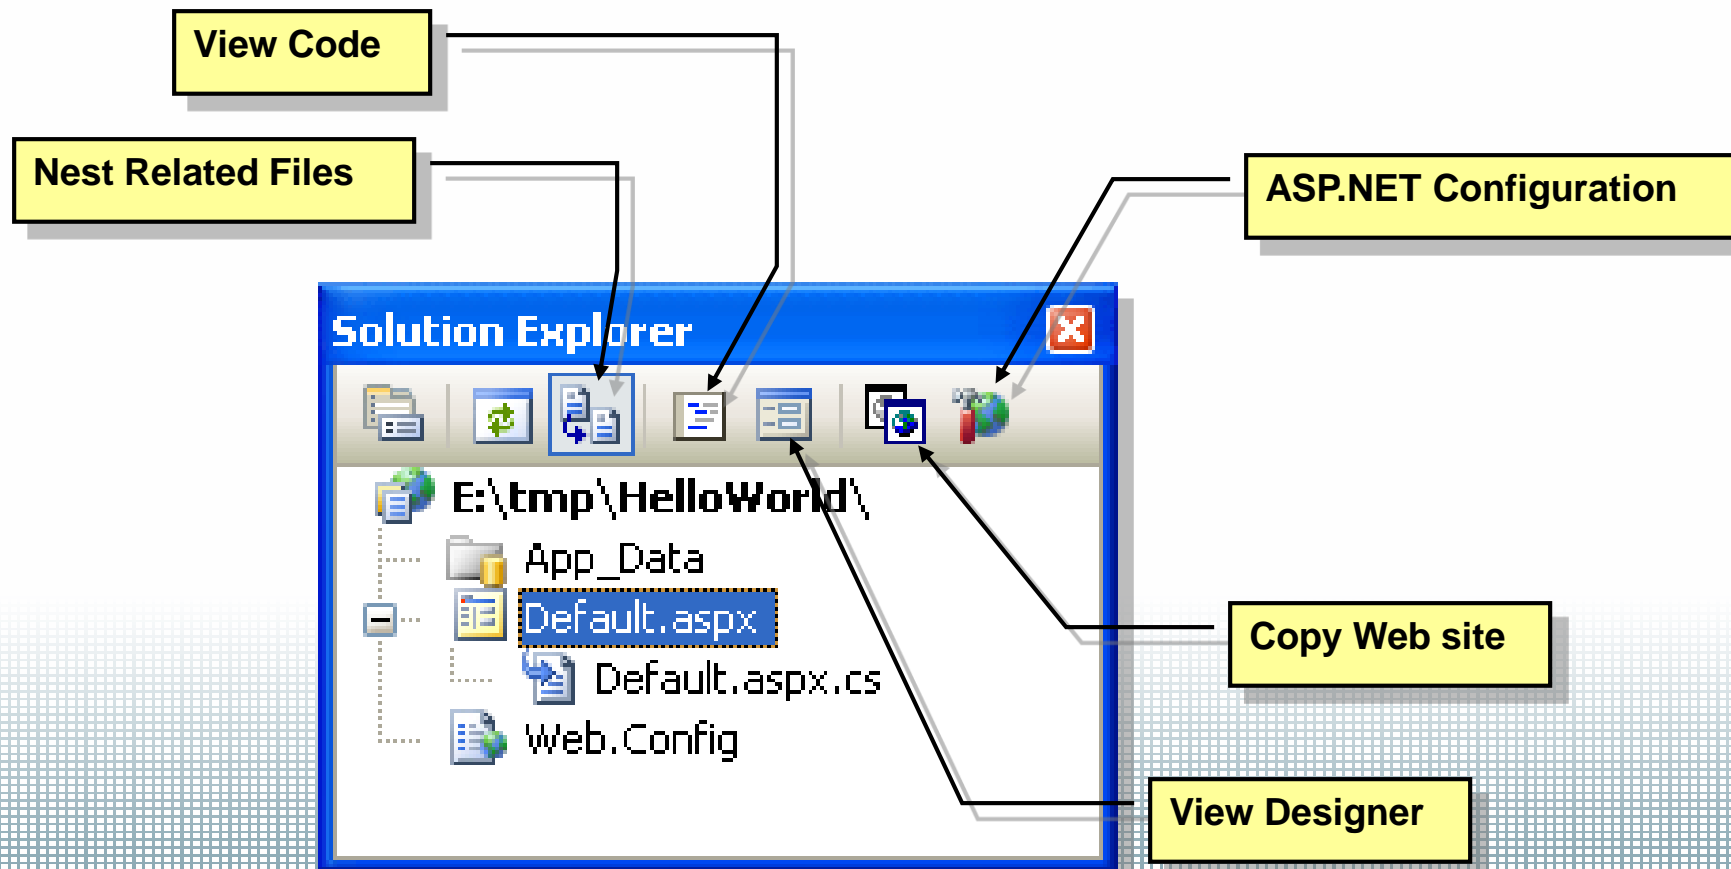 View Code
Nest Related Files
ASP.NET Configuration
Solution Explorer
E:\tmp\HelloWorld\
App_Data
Default.aspx
Default.aspx.cs
Web.Config
Copy Web site
View Designer